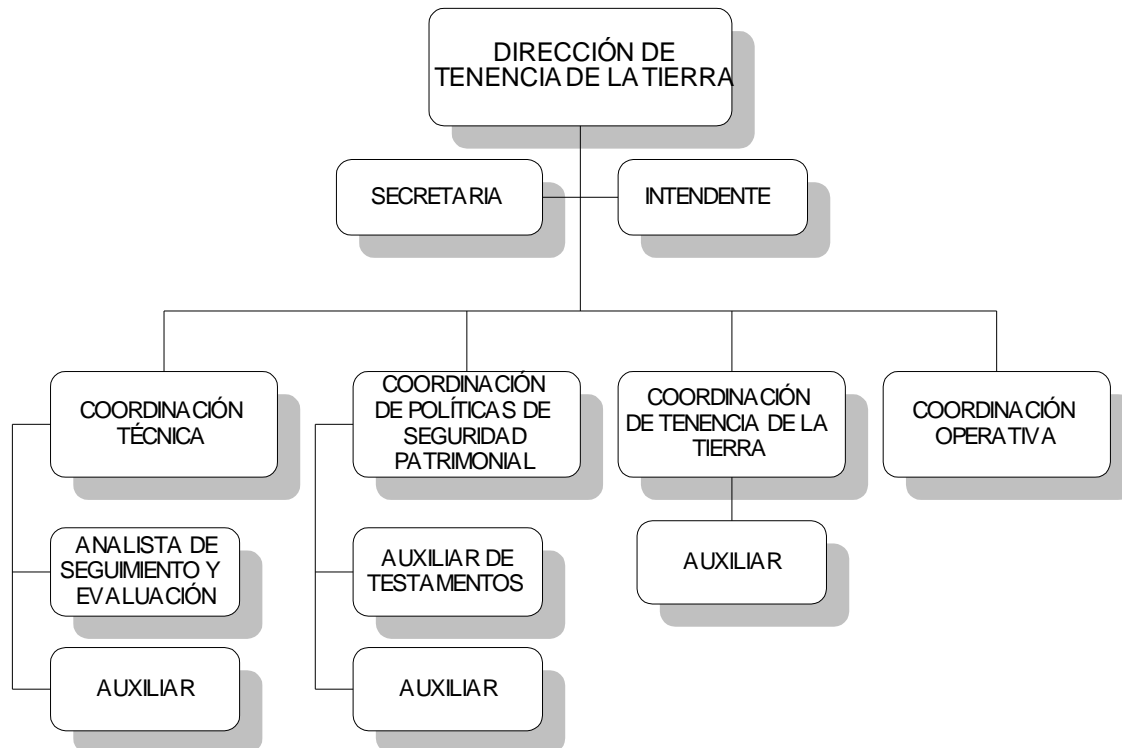 DIRECCIÓN DE
TENENCIA DE LA TIERRA
SECRETARIA
INTENDENTE
COORDINACIÓN
TÉCNICA
COORDINACIÓN
DE POLÍTICAS DE
SEGURIDAD
PATRIMONIAL
COORDINACIÓN
DE TENENCIA DE LA
TIERRA
COORDINACIÓN
OPERATIVA
ANALISTA DE
SEGUIMIENTO Y
EVALUACIÓN
AUXILIAR DE
TESTAMENTOS
AUXILIAR
AUXILIAR
AUXILIAR